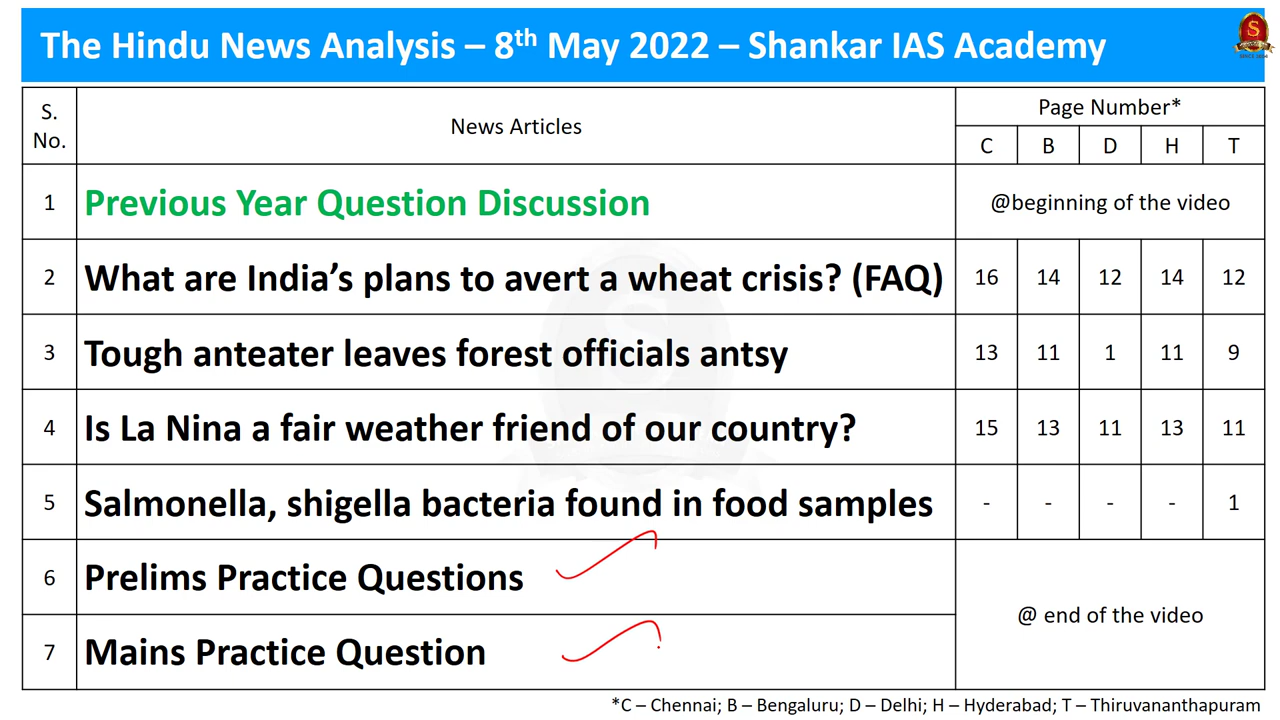 The Hindu News Analysis – 8th May 2022 – Shankar IAS Academy
S. No. News Articles Page Number*
C B D H T
1 Previous Year Question Discussion @beginning of the video
2 What are India's plans to avert a wheat crisis? (FAQ) 16 14 12 14 12
3 Tough anteater leaves forest officials antsy 13 11 1 11 9
4 Is La Nina a fair weather friend of our country? 15 13 11 13 11
5 Salmonella, shigella bacteria found in food samples - - - - 1
6 Prelims Practice Questions
@ end of the video
7 Mains Practice Question
*C – Chennai; B – Bengaluru; D – Delhi; H – Hyderabad; T – Thiruvananthapuram